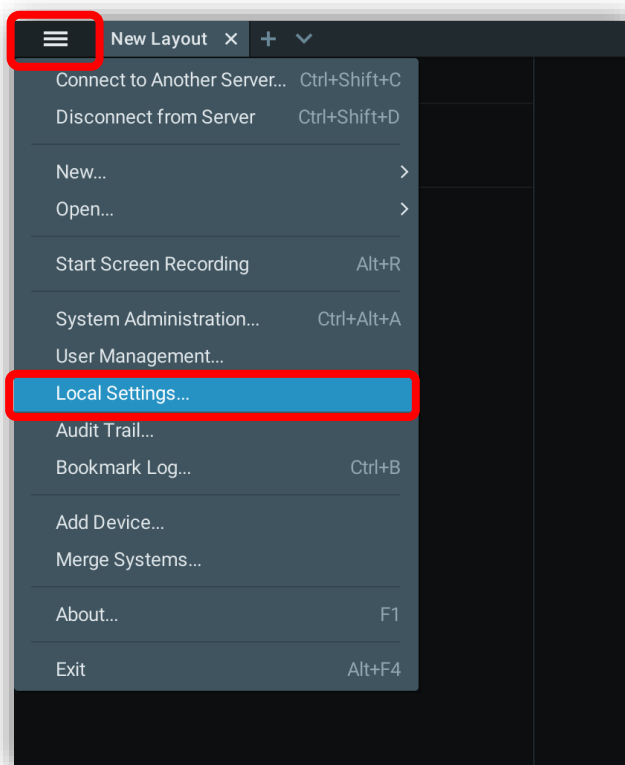 New Layout
Connect to Another Server... Ctrl+Shift+C
Disconnect from Server Ctrl+Shift+D
New...
Open...
Start Screen Recording Alt+R
System Administration... Ctrl+Alt+A
User Management...
Local Settings...
Audit Trail...
Bookmark Log... Ctrl+B
Add Device...
Merge Systems...
About... F1
Exit Alt+F4